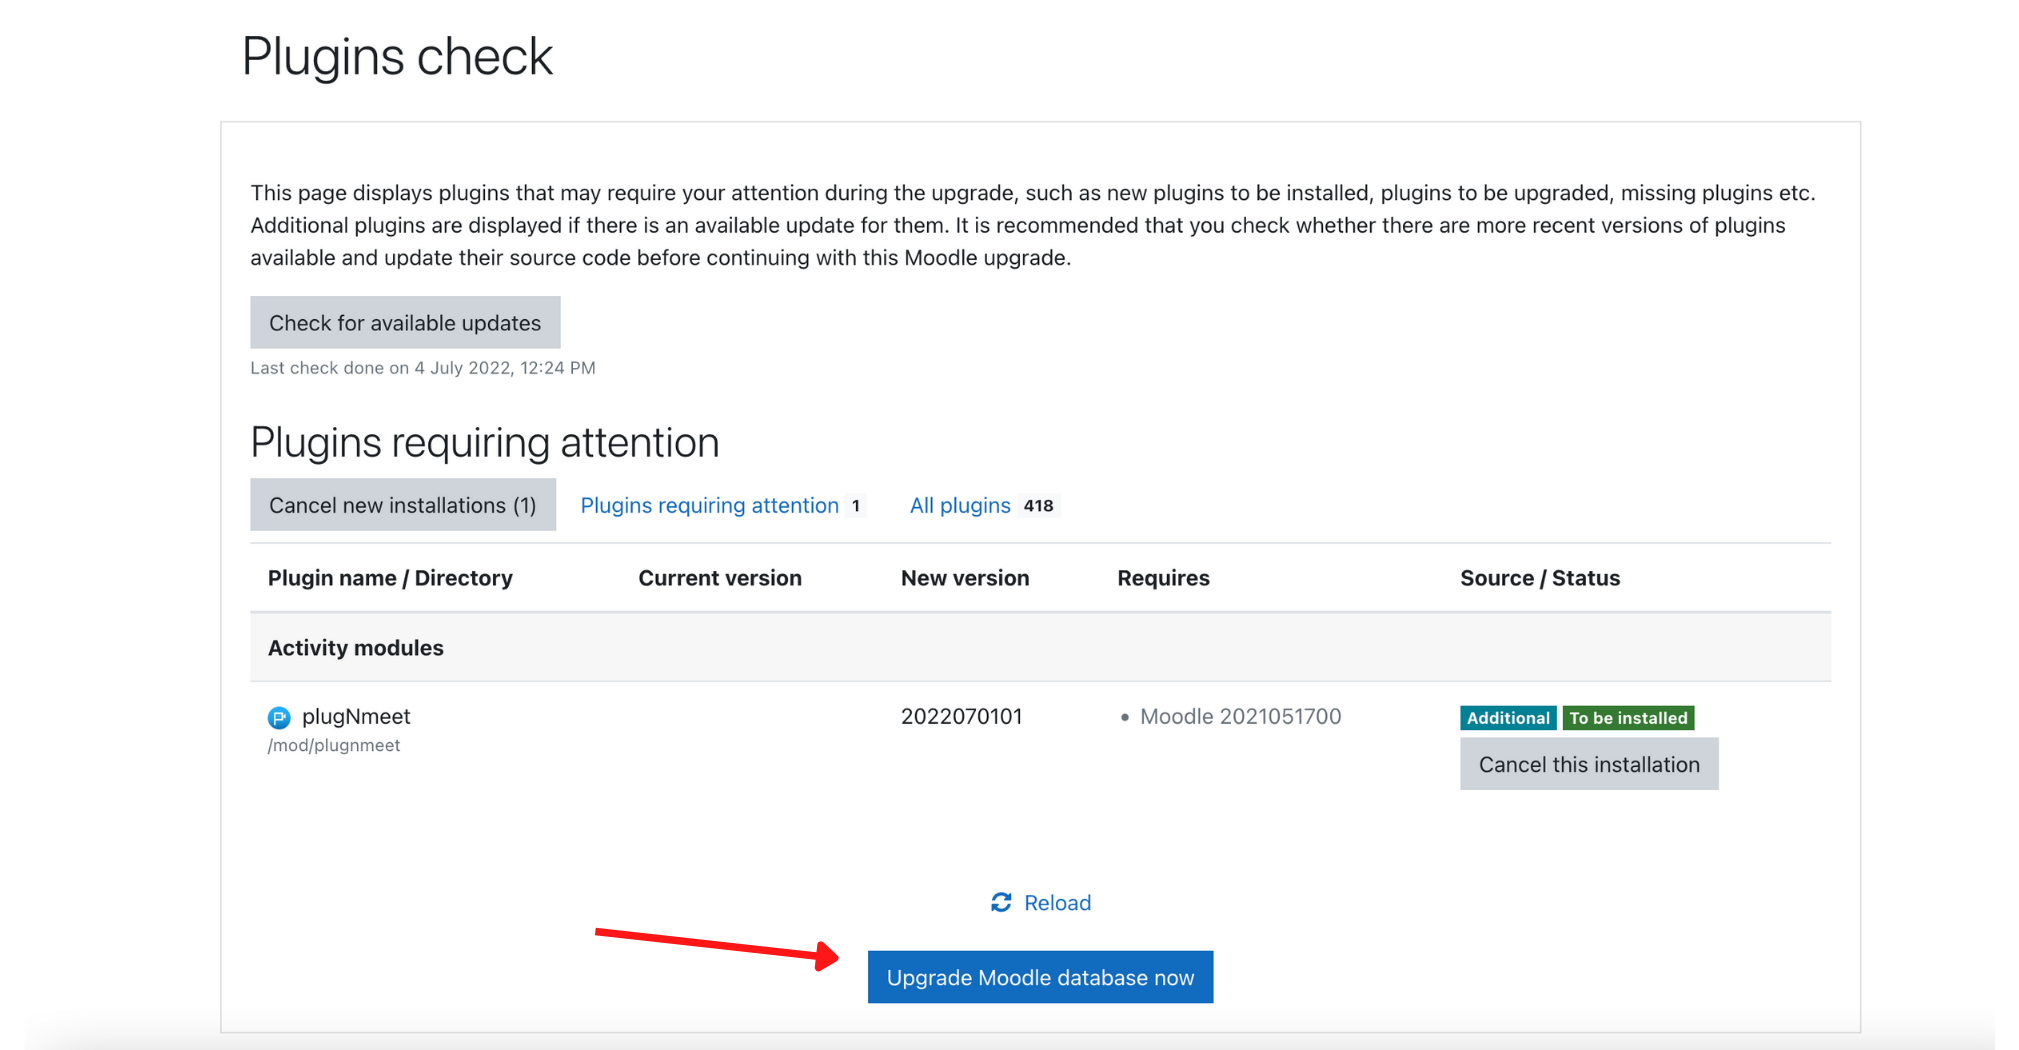 Plugins check
This page displays plugins that may require your attention during the upgrade, such as new plugins to be installed, plugins to be upgraded, missing plugins etc.
Additional plugins are displayed if there is an available update for them. It is recommended that you check whether there are more recent versions of plugins
available and update their source code before continuing with this Moodle upgrade.
Check for available updates
Last check done on 4 July 2022, 12:24 PM
Plugins requiring attention
Cancel new installations (1) Plugins requiring attention 1 All plugins 418
Plugin name / Directory Current version New version Requires Source / Status
Activity modules
plugNmeet 2022070101 • Moodle 2021051700 Additional To be installed
/mod/plugnmeet
Cancel this installation
Reload
Upgrade Moodle database now